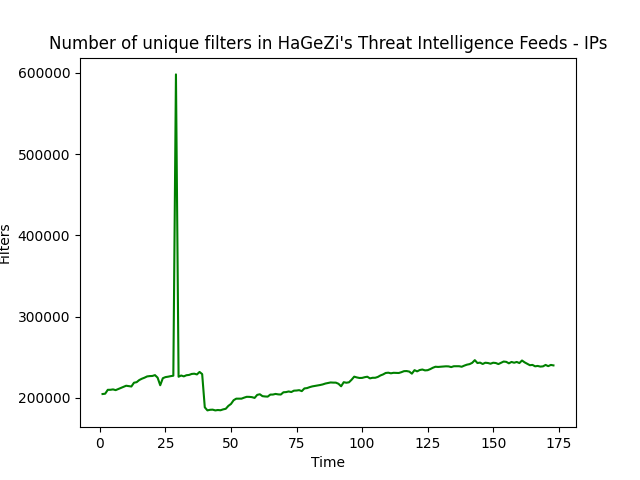 Number of unique filters in HaGeZi's Threat Intelligence Feeds - IPs
600000
500000
400000
300000
200000
Filters
0 25 50 75 100 125 150 175
Time